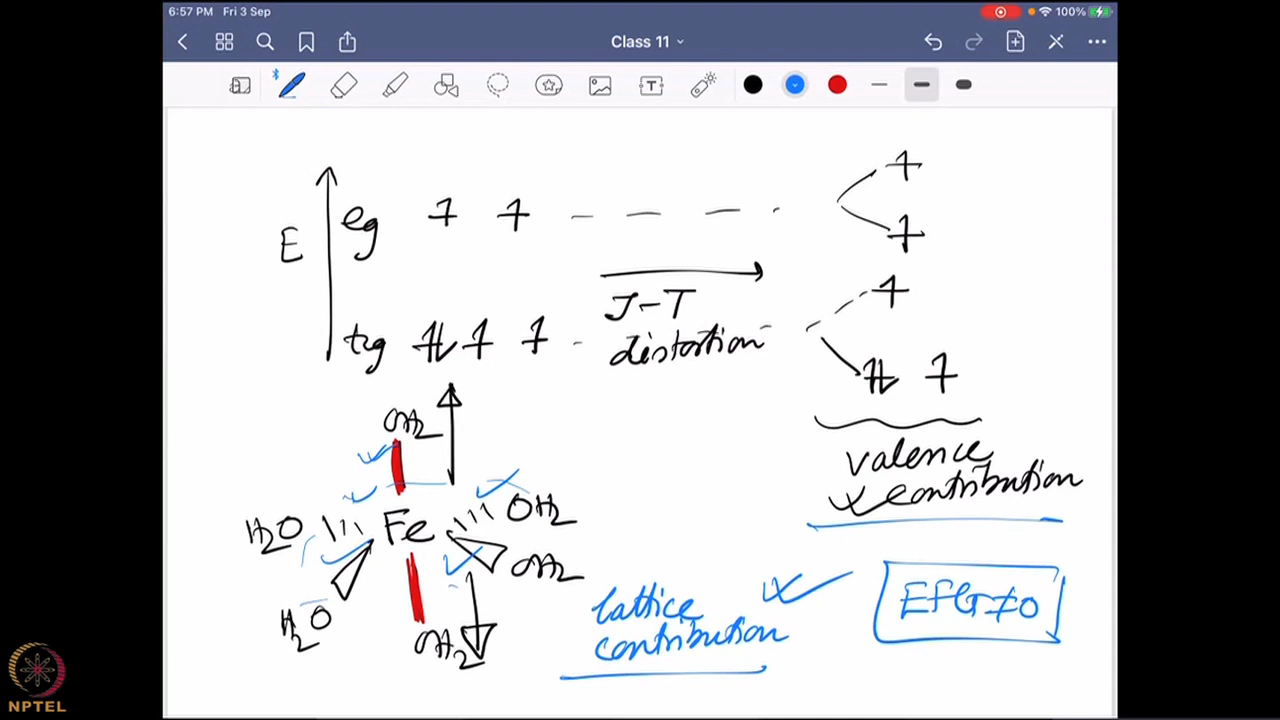 6:57 PM Fri 3 Sep
100%
Class 11
E
eg
t2g
J-T
distortion
valence
contribution
OH2
H2O
Fe
OH2
OH2
H2O
OH2
lattice
contribution
EFG≠0
NPTEL